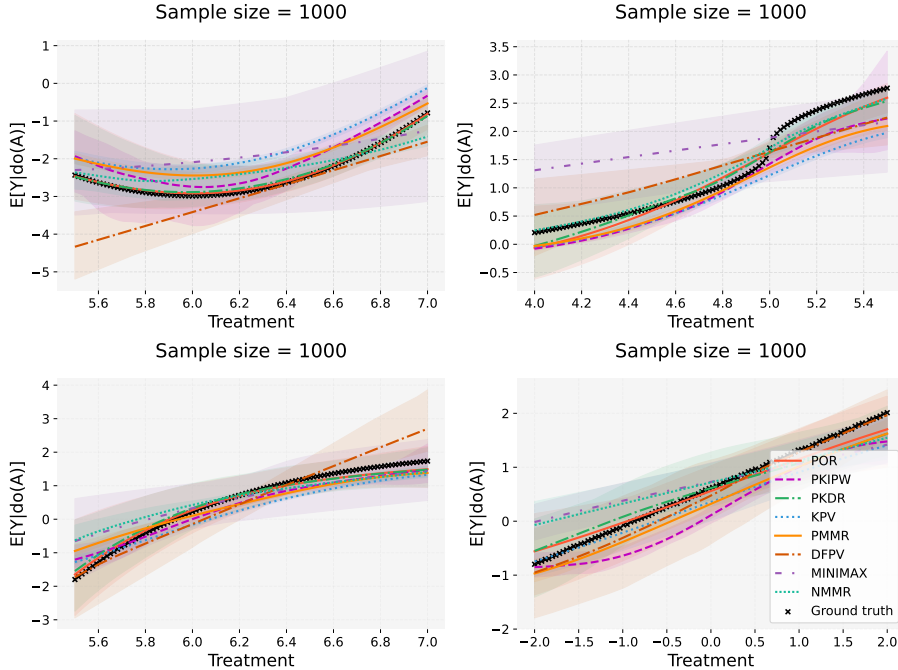 Sample size = 1000
Sample size = 1000
E[Y|do(A)]
1
0
−1
−2
−3
−4
−5
5.6 5.8 6.0 6.2 6.4 6.6 6.8 7.0
Treatment
E[Y|do(A)]
3.5
3.0
2.5
2.0
1.5
1.0
0.5
0.0
−0.5
4.0 4.2 4.4 4.6 4.8 5.0 5.2 5.4
Treatment
Sample size = 1000
Sample size = 1000
E[Y|do(A)]
4
3
2
1
0
−1
−2
−3
5.6 5.8 6.0 6.2 6.4 6.6 6.8 7.0
Treatment
E[Y|do(A)]
2
1
0
−1
−2
POR
PKIPW
PKDR
KPV
PMMR
DFPV
MINIMAX
NMMR
Ground truth
−2.0 −1.5 −1.0 −0.5 0.0 0.5 1.0 1.5 2.0
Treatment